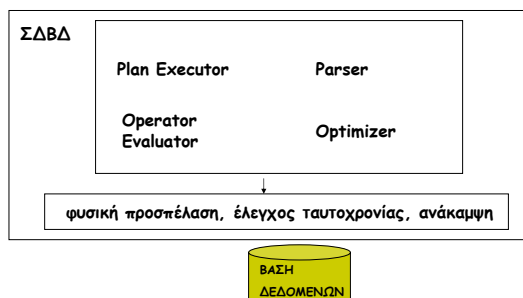 ΣΔΒΔ
Plan Executor
Parser
Operator
Evaluator
Optimizer
φυσική προσπέλαση, έλεγχος ταυτοχρονίας, ανάκαμψη
ΒΑΣΗ
ΔΕΔΟΜΕΝΩΝ